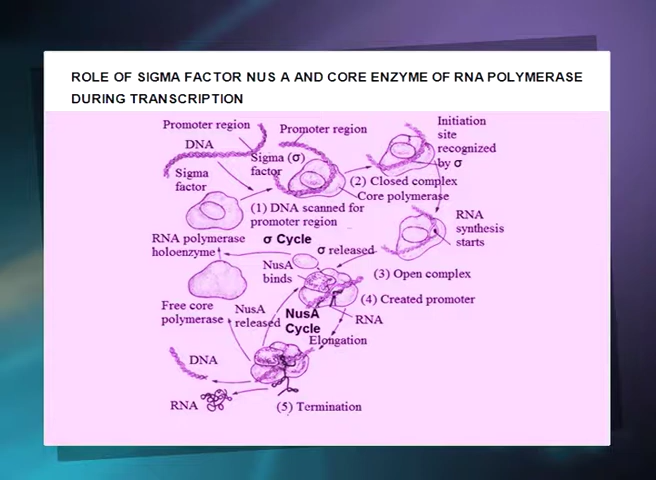 ROLE OF SIGMA FACTOR NUS A AND CORE ENZYME OF RNA POLYMERASE
DURING TRANSCRIPTION
Promoter region
DNA
Sigma
factor
Promoter region
Sigma (σ)
factor
Initiation
site
recognized
by σ
(2) Closed complex
Core polymerase
(1) DNA scanned for
promoter region
RNA
synthesis
starts
RNA polymerase
holoenzyme
σ Cycle
σ released
NusA
binds
(3) Open complex
(4) Created promoter
Free core
polymerase
NusA
released
NusA
Cycle
RNA
Elongation
DNA
RNA
(5) Termination